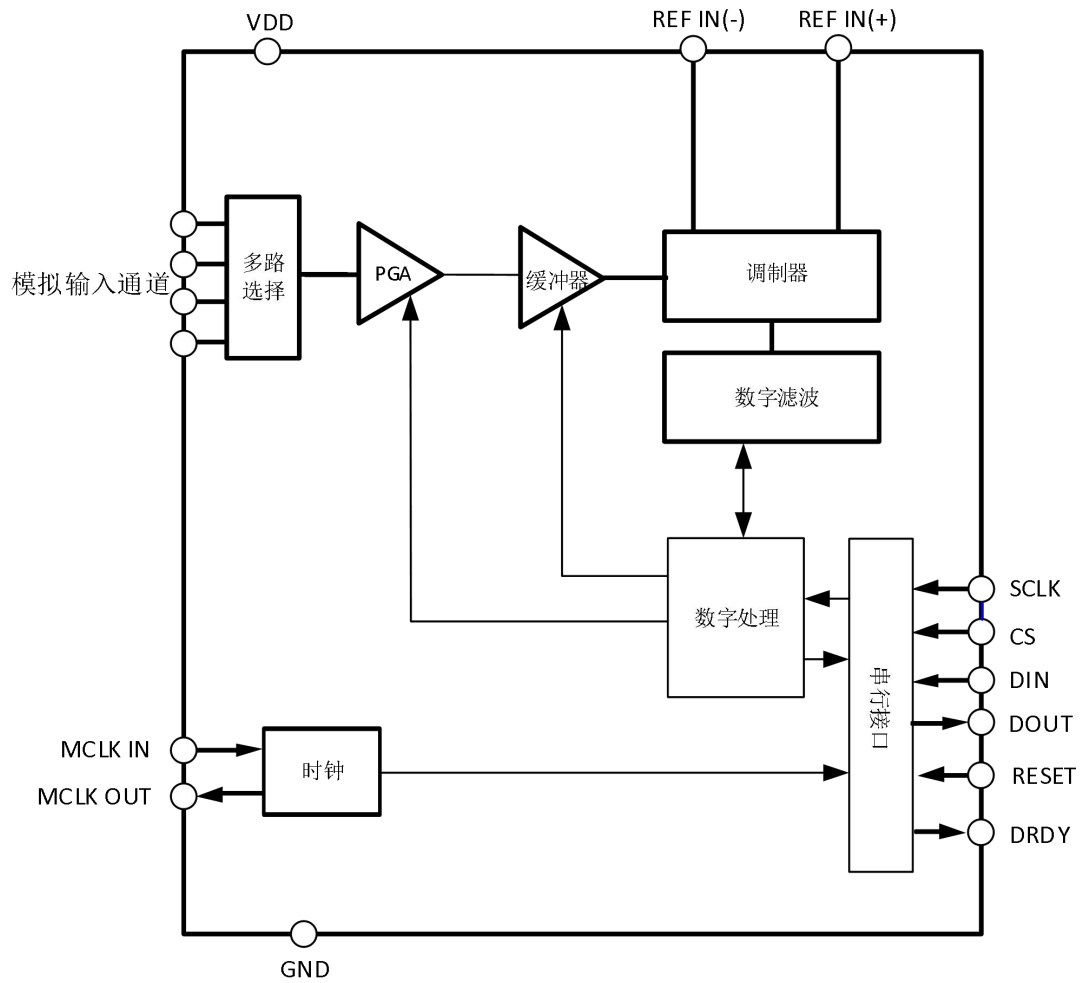 VDD
REF IN(-)
REF IN(+)
多路
选择
PGA
缓冲器
调制器
模拟输入通道
数字滤波
数字处理
串行接口
SCLK
CS
DIN
DOUT
RESET
DRDY
MCLK IN
MCLK OUT
时钟
GND